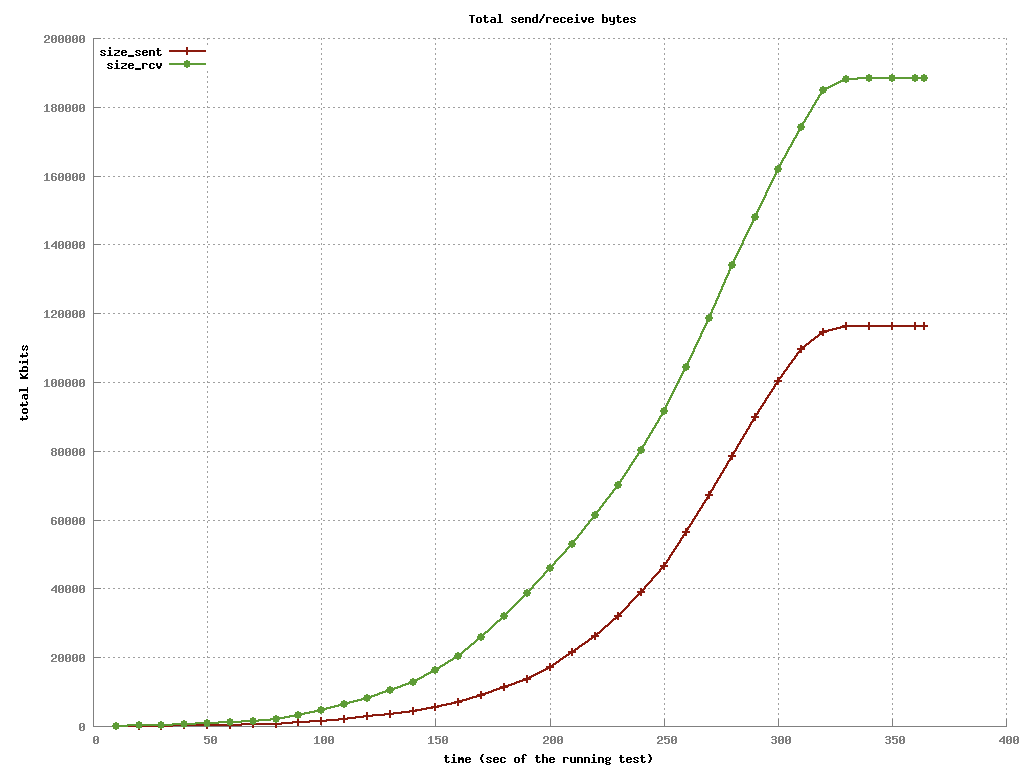 Total send/receive bytes
200000
180000
160000
140000
120000
100000
80000
60000
40000
20000
0
size_sent
size_rcv
total Kbits
0 50 100 150 200 250 300 350 400
time (sec of the running test)